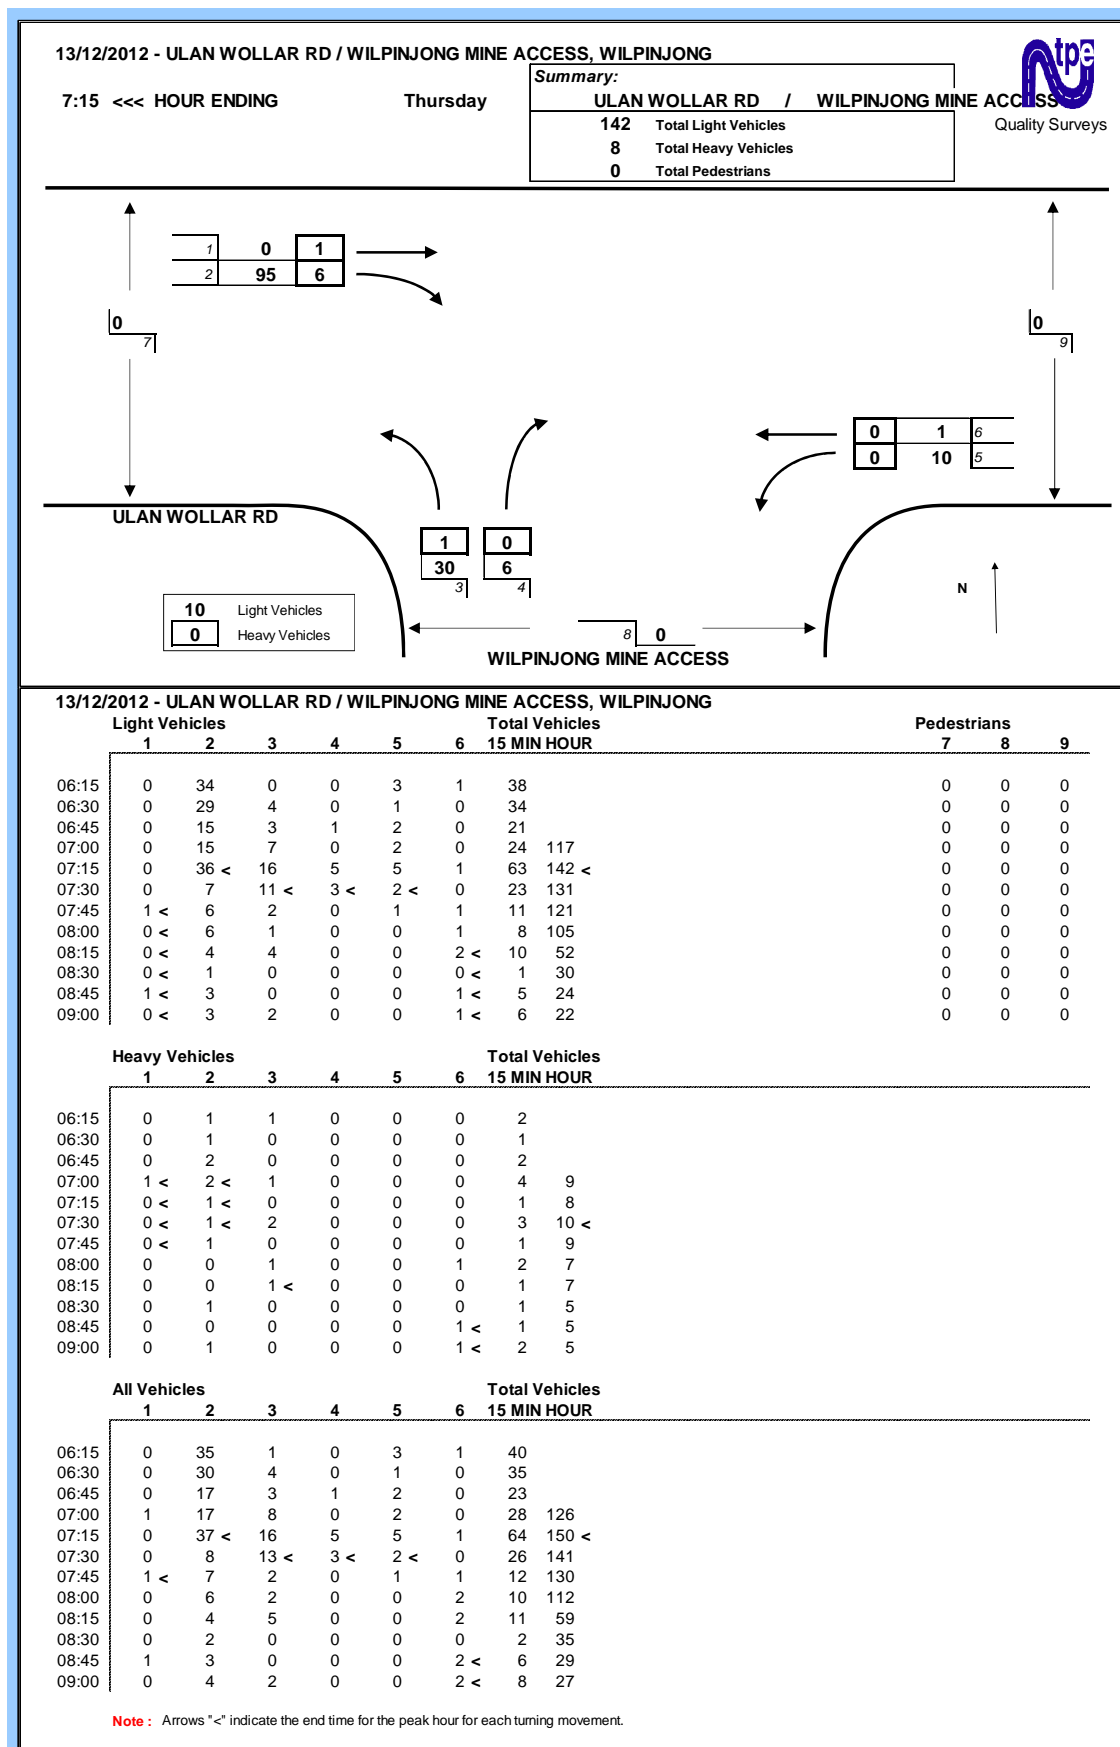 13/12/2012 - ULAN WOLLAR RD / WILPINJONG MINE ACCESS, WILPINJONG
tpe
Summary:
7:15 <<< HOUR ENDING Thursday ULAN WOLLAR RD / WILPINJONG MINE ACCESS
142 Total Light Vehicles Quality Surveys
8 Total Heavy Vehicles
0 Total Pedestrians
1 0 1
2 95 6
0 0
7 9
0 1 6
0 10 5
ULAN WOLLAR RD
1 0
30 6
3 4
N
10 Light Vehicles
0 Heavy Vehicles
8 0
WILPINJONG MINE ACCESS
13/12/2012 - ULAN WOLLAR RD / WILPINJONG MINE ACCESS, WILPINJONG
Light Vehicles Total Vehicles Pedestrians
1 2 3 4 5 6 15 MIN HOUR 7 8 9
06:15 0 34 0 0 3 1 38 0 0 0
06:30 0 29 4 0 1 0 34 0 0 0
06:45 0 15 3 1 2 0 21 0 0 0
07:00 0 15 7 0 2 0 24 117 0 0 0
07:15 0 36 < 16 5 5 1 63 142 < 0 0 0
07:30 0 7 11 < 3 < 2 < 0 23 131 0 0 0
07:45 1 < 6 2 0 1 1 11 121 0 0 0
08:00 0 < 6 1 0 0 1 8 105 0 0 0
08:15 0 < 4 4 0 0 2 < 10 52 0 0 0
08:30 0 < 1 0 0 0 0 < 1 30 0 0 0
08:45 1 < 3 0 0 0 1 < 5 24 0 0 0
09:00 0 < 3 2 0 0 1 < 6 22 0 0 0
Heavy Vehicles Total Vehicles
1 2 3 4 5 6 15 MIN HOUR
06:15 0 1 1 0 0 0 2
06:30 0 1 0 0 0 0 1
06:45 0 2 0 0 0 0 2
07:00 1 < 2 < 1 0 0 0 4 9
07:15 0 < 1 < 0 0 0 0 1 8
07:30 0 < 1 < 2 0 0 0 3 10 <
07:45 0 < 1 0 0 0 0 1 9
08:00 0 0 1 0 0 1 2 7
08:15 0 0 1 < 0 0 0 1 7
08:30 0 1 0 0 0 0 1 5
08:45 0 0 0 0 0 1 < 1 5
09:00 0 1 0 0 0 1 < 2 5
All Vehicles Total Vehicles
1 2 3 4 5 6 15 MIN HOUR
06:15 0 35 1 0 3 1 40
06:30 0 30 4 0 1 0 35
06:45 0 17 3 1 2 0 23
07:00 1 17 8 0 2 0 28 126
07:15 0 37 < 16 5 5 1 64 150 <
07:30 0 8 13 < 3 < 2 < 0 26 141
07:45 1 < 7 2 0 1 1 12 130
08:00 0 6 2 0 0 2 10 112
08:15 0 4 5 0 0 2 11 59
08:30 0 2 0 0 0 0 2 35
08:45 1 3 0 0 0 2 < 6 29
09:00 0 4 2 0 0 2 < 8 27
Note : Arrows "<" indicate the end time for the peak hour for each turning movement.